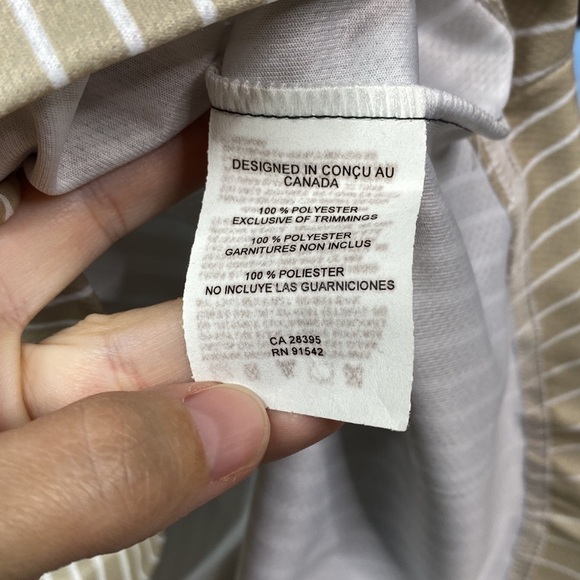 DESIGNED IN CONÇU AU
CANADA
100 % POLYESTER
EXCLUSIVE OF TRIMMINGS
100 % POLYESTER
GARNITURES NON INCLUS
100 % POLIESTER
NO INCLUYE LAS GUARNICIONES
CA 28395
RN 91542